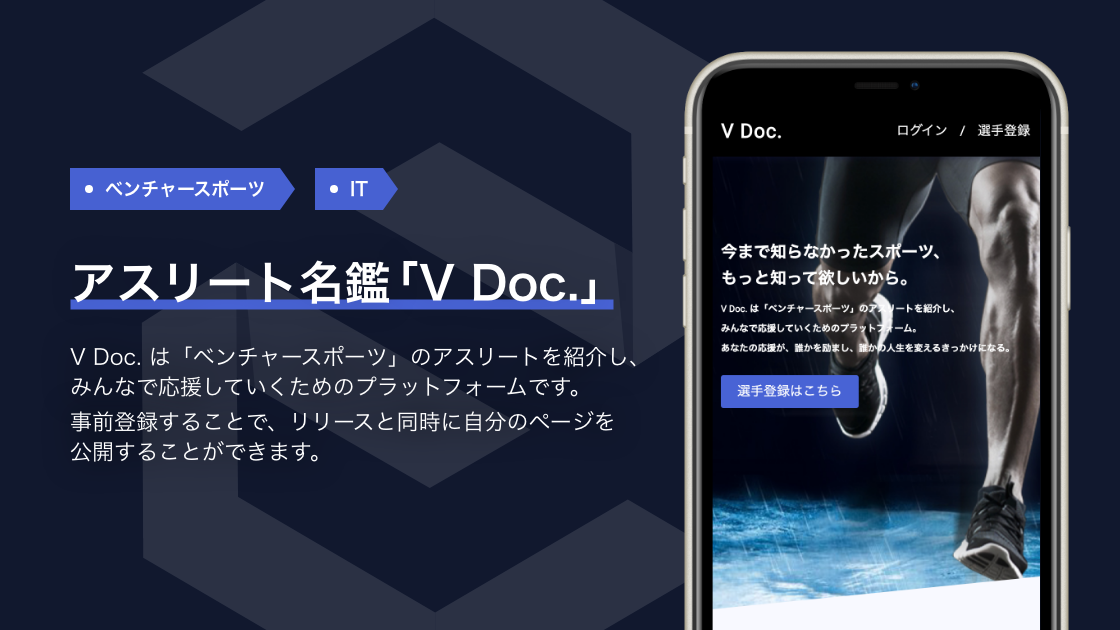 ベンチャースポーツ
IT
アスリート名鑑「V Doc.」
V Doc. は「ベンチャースポーツ」のアスリートを紹介し、
みんなで応援していくためのプラットフォームです。
事前登録することで、リリースと同時に自分のページを
公開することができます。
V Doc.
ログイン / 選手登録
今まで知らなかったスポーツ、
もっと知って欲しいから。
V Doc. は「ベンチャースポーツ」のアスリートを紹介し、
みんなで応援していくためのプラットフォーム。
あなたの応援が、誰かを励まし、誰かの人生を変えるきっかけになる。
選手登録はこちら